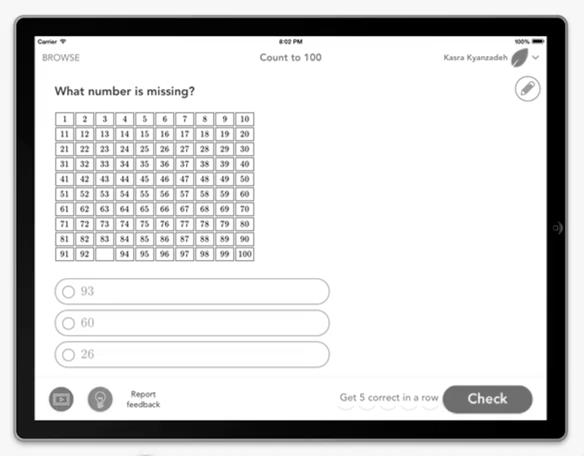 Carrier 8:02 PM 100%
BROWSE Count to 100 Kasra Kyanzadeh
What number is missing?
1 2 3 4 5 6 7 8 9 10
11 12 13 14 15 16 17 18 19 20
21 22 23 24 25 26 27 28 29 30
31 32 33 34 35 36 37 38 39 40
41 42 43 44 45 46 47 48 49 50
51 52 53 54 55 56 57 58 59 60
61 62 63 64 65 66 67 68 69 70
71 72 73 74 75 76 77 78 79 80
81 82 83 84 85 86 87 88 89 90
91 92 94 95 96 97 98 99 100
93
60
26
Report
feedback
Get 5 correct in a row
Check